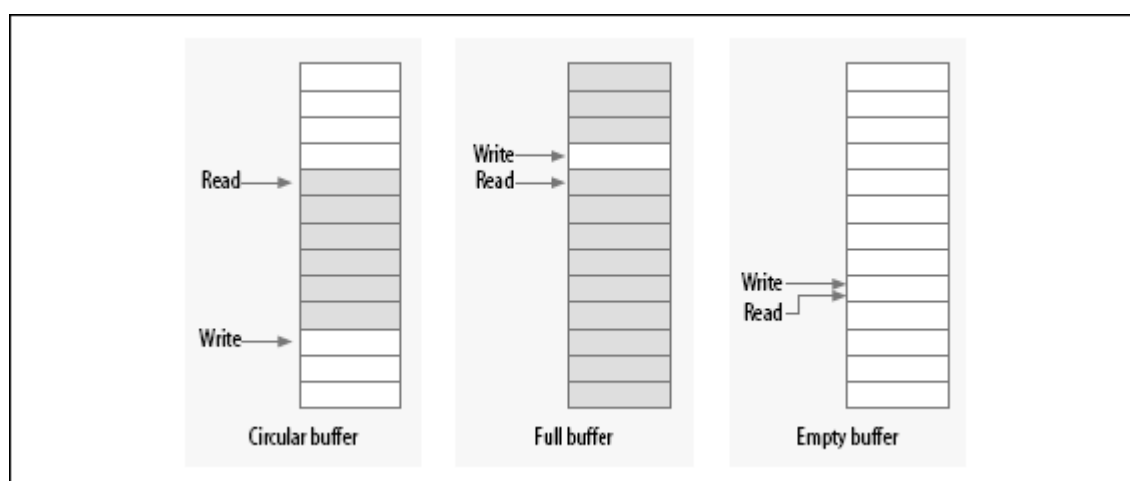 Write
Read
Read
Write
Read
Write
Circular buffer
Full buffer
Empty buffer